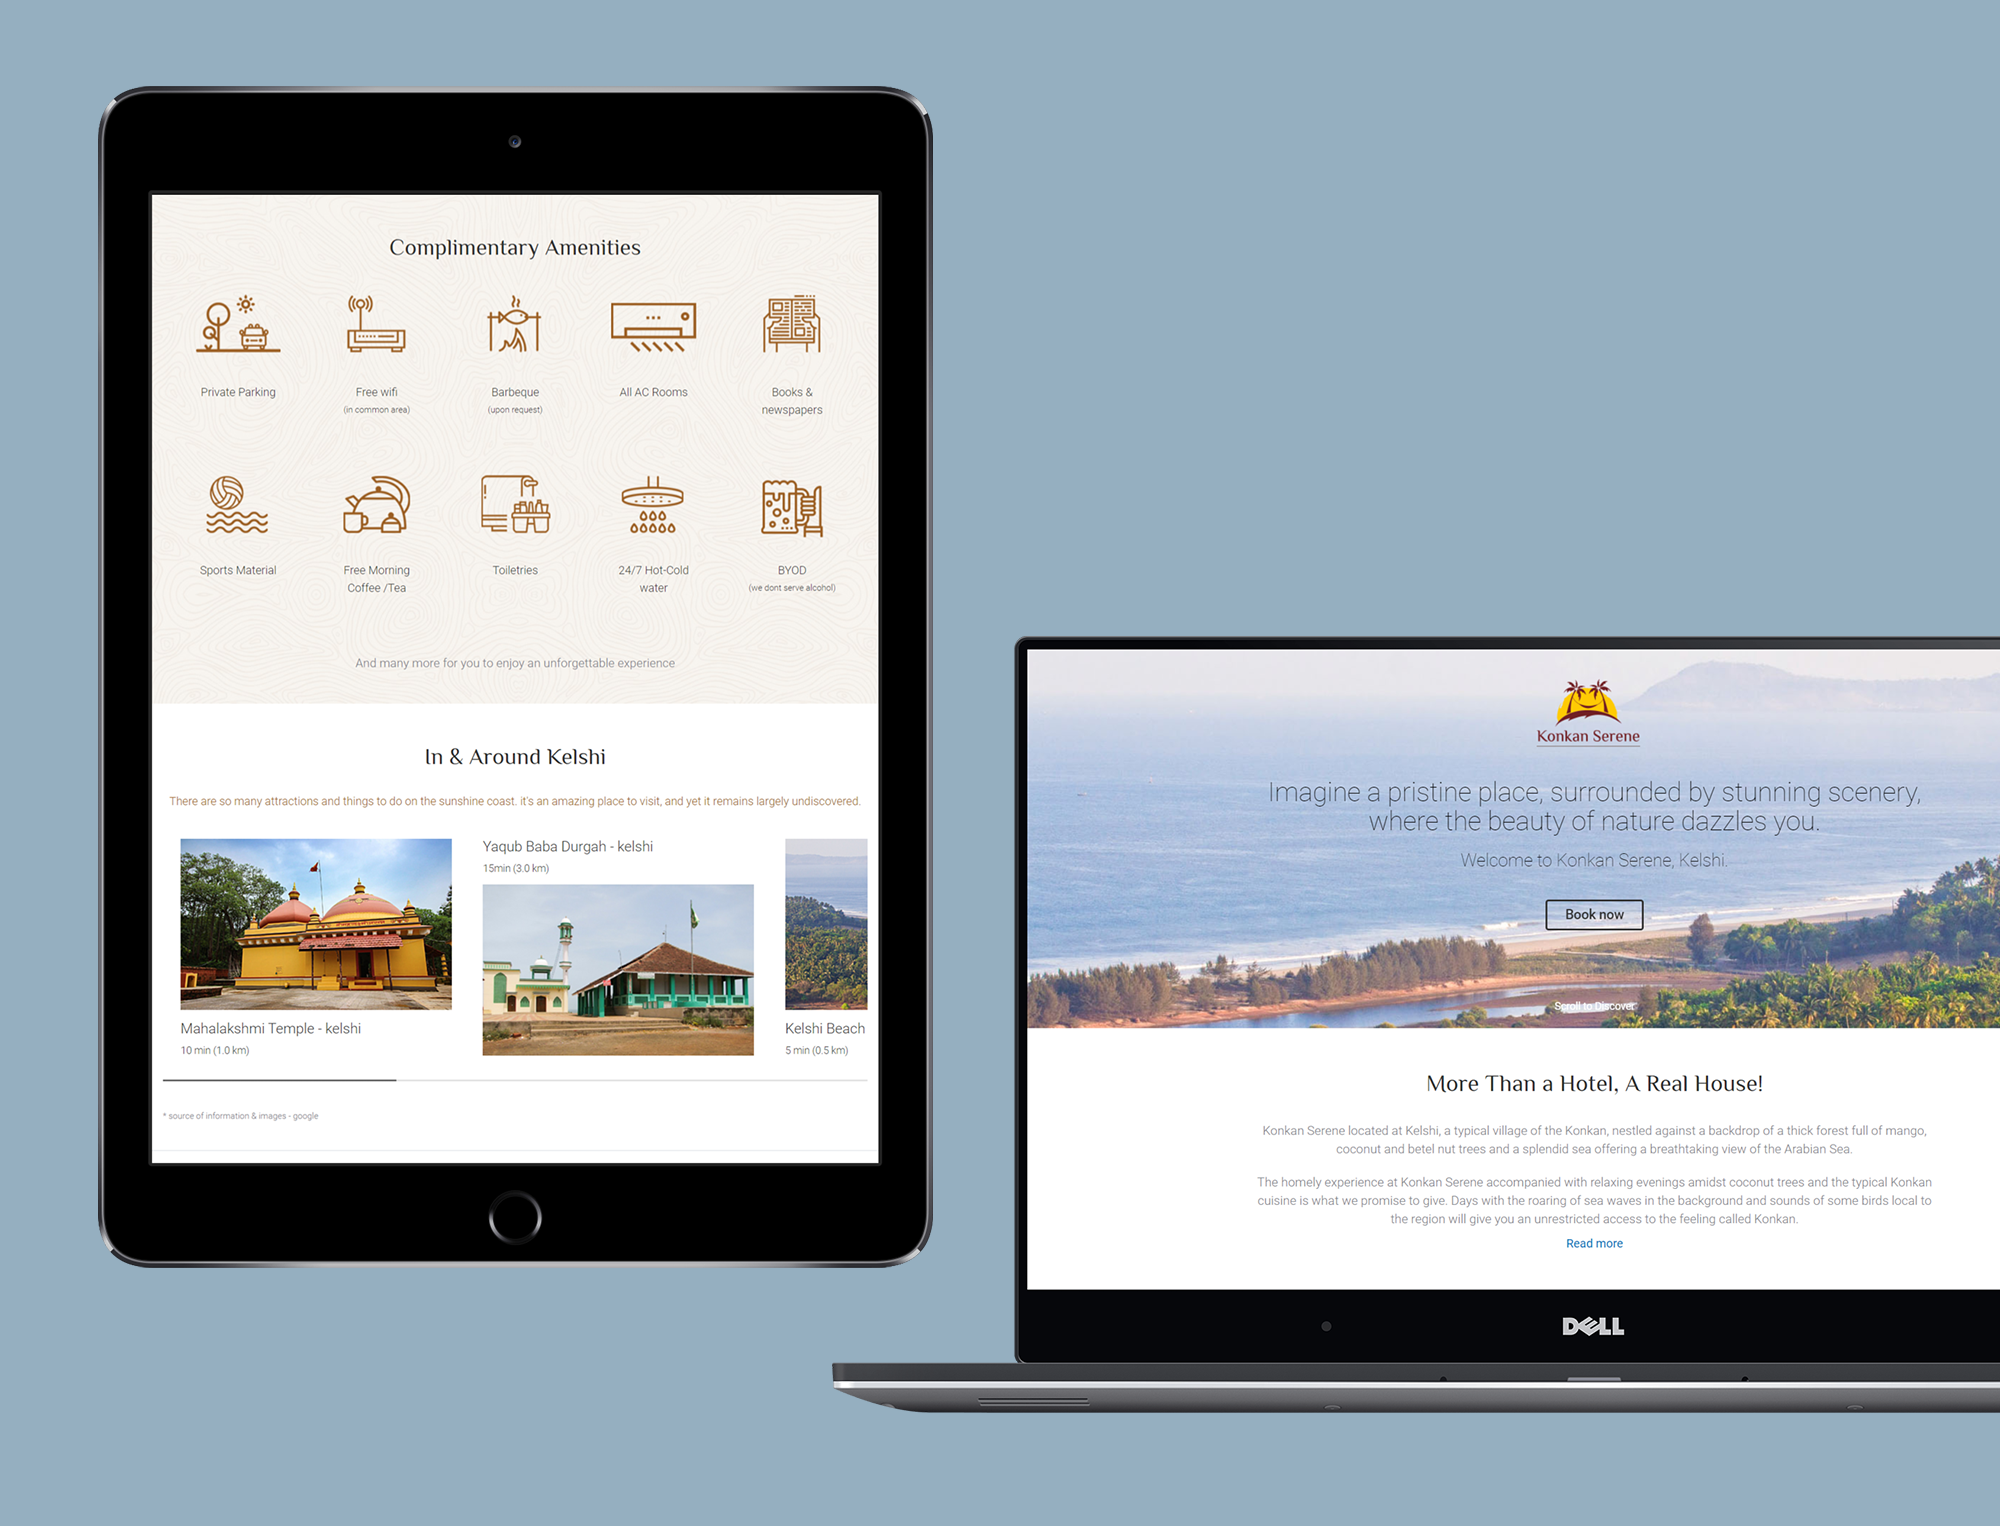 Complimentary Amenities
Private Parking
Free wifi
(in common area)
Barbeque
(upon request)
All AC Rooms
Books &
newspapers
Sports Material
Free Morning
Coffee /Tea
Toiletries
24/7 Hot-Cold
water
BYOD
(we dont serve alcohol)
And many more for you to enjoy an unforgettable experience
In & Around Kelshi
There are so many attractions and things to do on the sunshine coast. it's an amazing place to visit, and yet it remains largely undiscovered.
Mahalakshmi Temple - kelshi
10 min (1.0 km)
Yaqub Baba Durgah - kelshi
15min (3.0 km)
Kelshi Beach
5 min (0.5 km)
* source of information & images - google
Konkan Serene
Imagine a pristine place, surrounded by stunning scenery,
where the beauty of nature dazzles you.
Welcome to Konkan Serene, Kelshi.
Book now
Scroll to Discover
More Than a Hotel, A Real House!
Konkan Serene located at Kelshi, a typical village of the Konkan, nestled against a backdrop of a thick forest full of mango,
coconut and betel nut trees and a splendid sea offering a breathtaking view of the Arabian Sea.
The homely experience at Konkan Serene accompanied with relaxing evenings amidst coconut trees and the typical Konkan
cuisine is what we promise to give. Days with the roaring of sea waves in the background and sounds of some birds local to
the region will give you an unrestricted access to the feeling called Konkan.
Read more
DELL